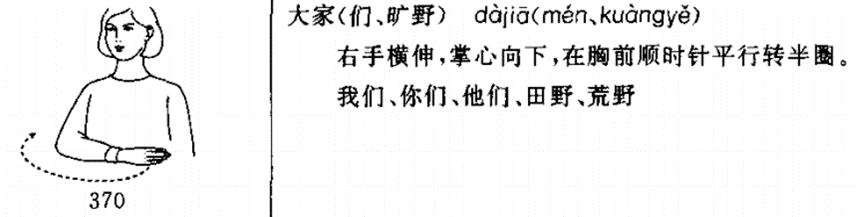 大家(们、旷野) dàjiā(mén、kuàngyě)
右手横伸,掌心向下,在胸前顺时针平行转半圈。
我们、你们、他们、田野、荒野
370